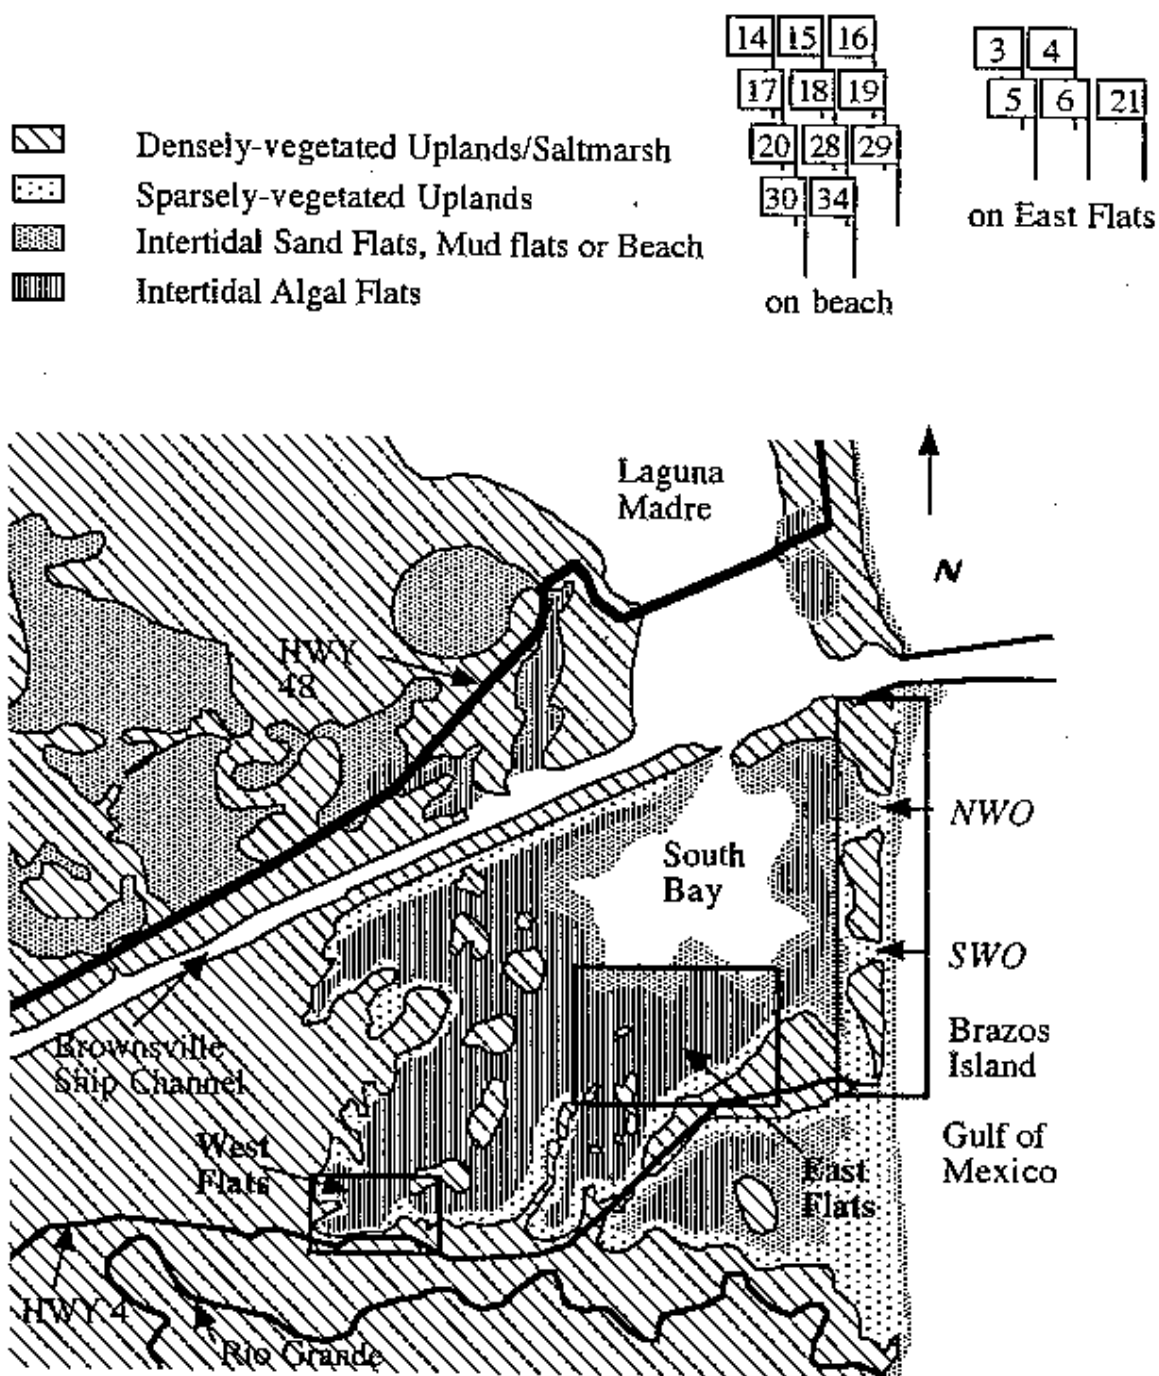 14 15 16
17 18 19
20 28 29
30 34
on beach
3 4
5 6 21
on East Flats
Densely-vegetated Uplands/Saltmarsh
Sparsely-vegetated Uplands
Intertidal Sand Flats, Mud flats or Beach
Intertidal Algal Flats
Laguna
Madre
N
HWY
48
NWO
South
Bay
SWO
Brazos
Island
Brownsville
Ship Channel
West
Flats
Gulf of
Mexico
East
Flats
HWY 4
Rio Grande